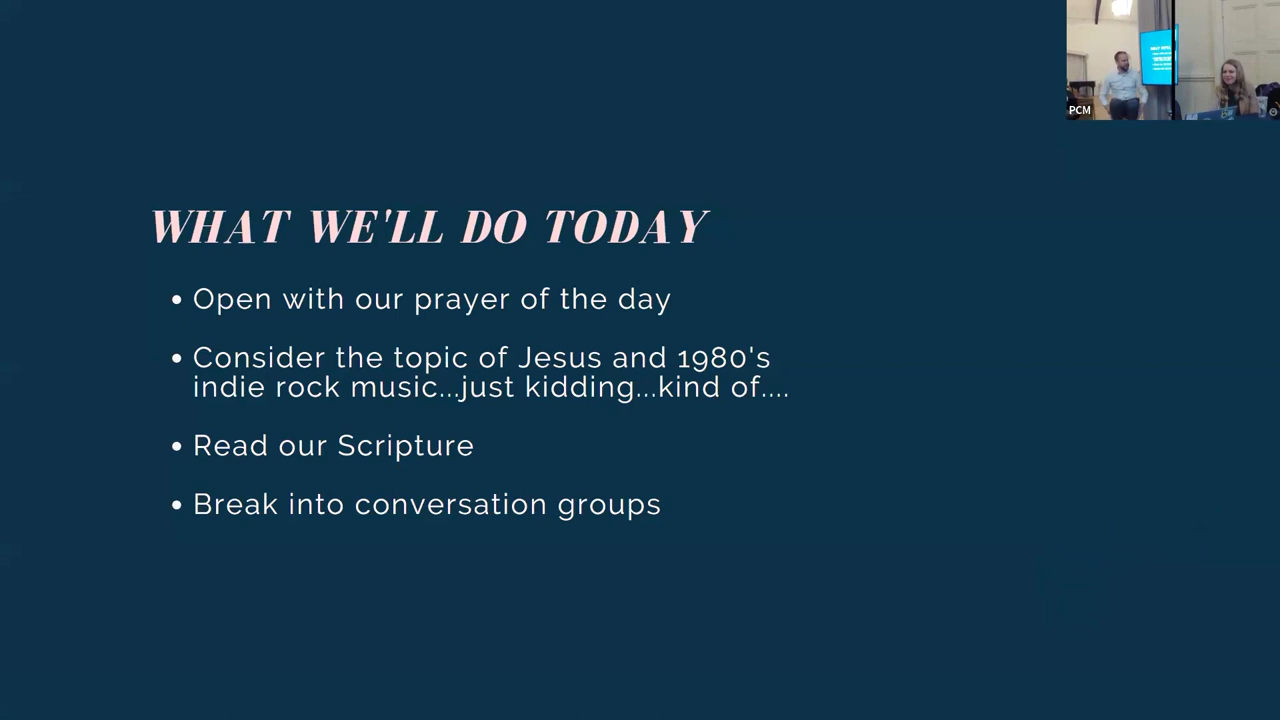 PCM
WHAT WE'LL DO TODAY
• Open with our prayer of the day
• Consider the topic of Jesus and 1980's
indie rock music...just kidding...kind of....
• Read our Scripture
• Break into conversation groups